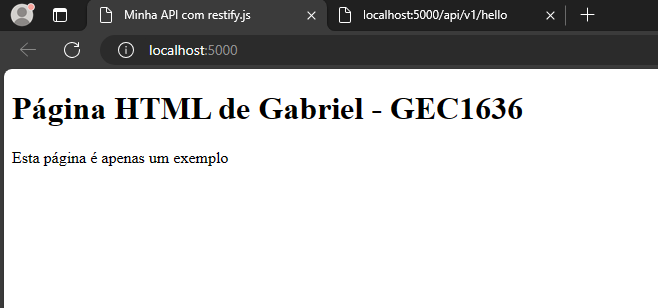 Minha API com restify.js
localhost:5000/api/v1/hello
localhost:5000
Página HTML de Gabriel - GEC1636
Esta página é apenas um exemplo